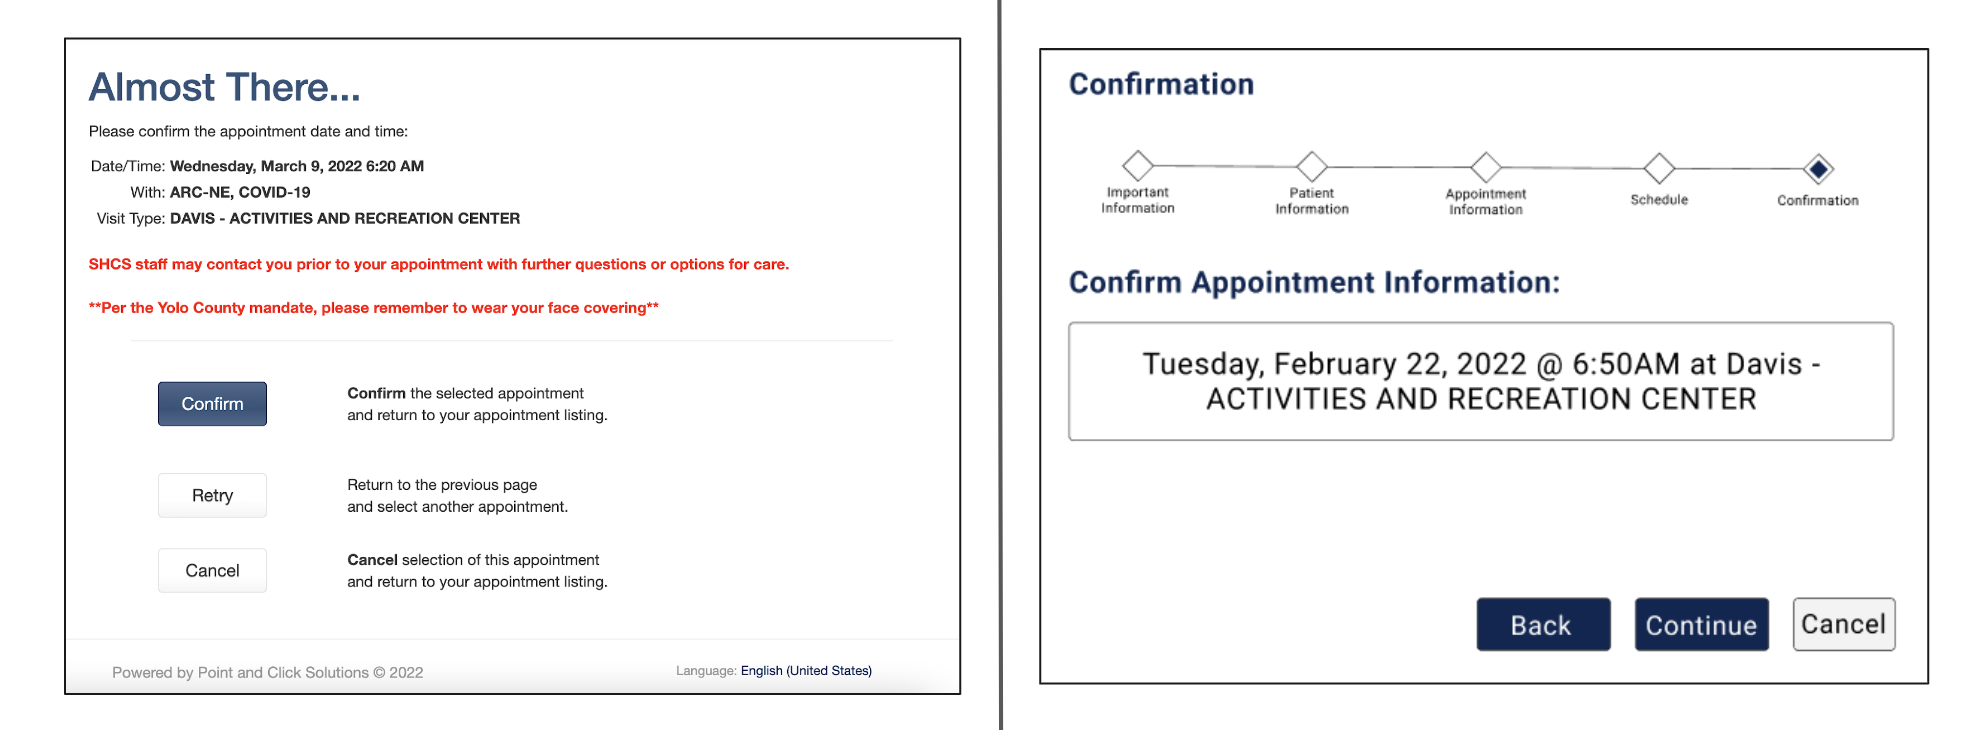 Almost There...
Please confirm the appointment date and time:
Date/Time: Wednesday, March 9, 2022 6:20 AM
With: ARC-NE, COVID-19
Visit Type: DAVIS - ACTIVITIES AND RECREATION CENTER
SHCS staff may contact you prior to your appointment with further questions or options for care.
**Per the Yolo County mandate, please remember to wear your face covering**
Confirm
Confirm the selected appointment
and return to your appointment listing.
Retry
Return to the previous page
and select another appointment.
Cancel
Cancel selection of this appointment
and return to your appointment listing.
Powered by Point and Click Solutions © 2022
Language: English (United States)
Confirmation
Important
Information
Patient
Information
Appointment
Information
Schedule
Confirmation
Confirm Appointment Information:
Tuesday, February 22, 2022 @ 6:50AM at Davis -
ACTIVITIES AND RECREATION CENTER
Back
Continue
Cancel